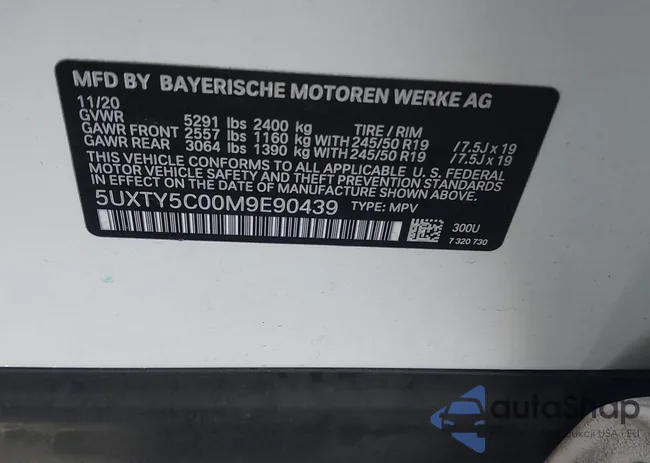 MFD BY BAYERISCHE MOTOREN WERKE AG
11/20
GVWR 5291 lbs 2400 kg TIRE / RIM
GAWR FRONT 2557 lbs 1160 kg WITH 245/50 R19 /7.5J x 19
GAWR REAR 3064 lbs 1390 kg WITH 245/50 R19 /7.5J x 19
THIS VEHICLE CONFORMS TO ALL APPLICABLE U. S. FEDERAL
MOTOR VEHICLE SAFETY AND THEFT PREVENTION STANDARDS
IN EFFECT ON THE DATE OF MANUFACTURE SHOWN ABOVE.
5UXTY5C00M9E90439 TYPE: MPV
300U
7 320 730
autoShop
aukcji USA - EU